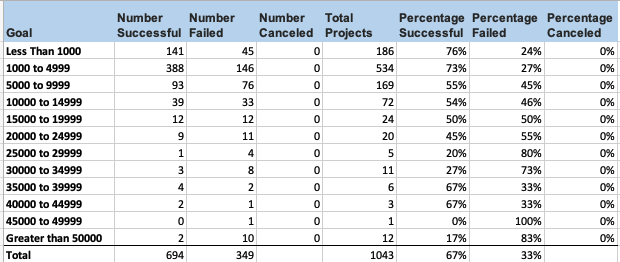 Number Number Number Total Percentage Percentage Percentage
Goal Successful Failed Canceled Projects Successful Failed Canceled
Less Than 1000 141 45 0 186 76% 24% 0%
1000 to 4999 388 146 0 534 73% 27% 0%
5000 to 9999 93 76 0 169 55% 45% 0%
10000 to 14999 39 33 0 72 54% 46% 0%
15000 to 19999 12 12 0 24 50% 50% 0%
20000 to 24999 9 11 0 20 45% 55% 0%
25000 to 29999 1 4 0 5 20% 80% 0%
30000 to 34999 3 8 0 11 27% 73% 0%
35000 to 39999 4 2 0 6 67% 33% 0%
40000 to 44999 2 1 0 3 67% 33% 0%
45000 to 49999 0 1 0 1 0% 100% 0%
Greater than 50000 2 10 0 12 17% 83% 0%
Total 694 349 1043 67% 33%